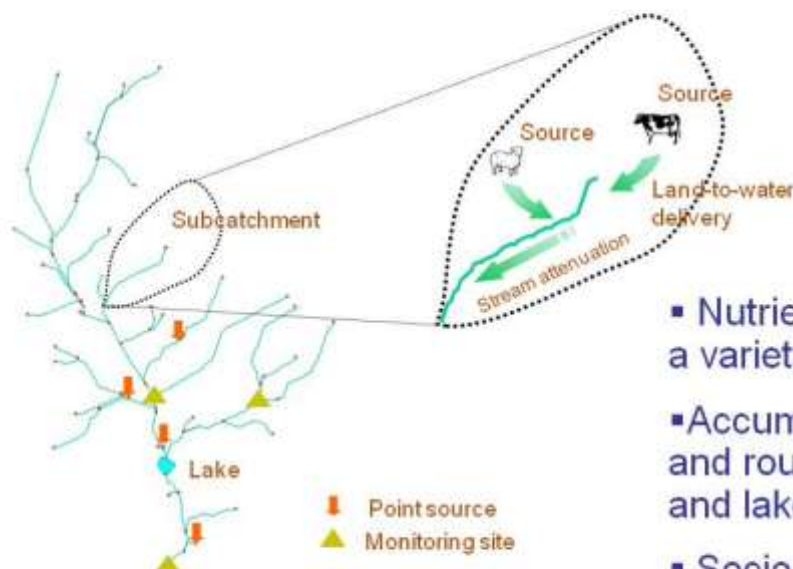 Source
Source
Subcatchment
Land-to-water
delivery
Stream attenuation
Lake
Point source
Monitoring site
▪ Nutrie
a variet
▪Accum
and rou
and lake